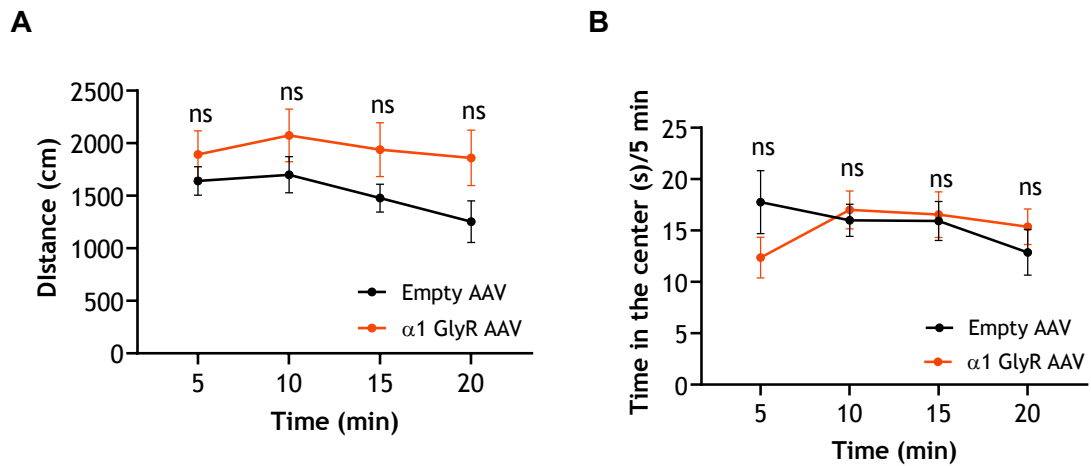 A
DIstance (cm)
2500
2000
1500
1000
500
0
ns
ns
ns
ns
Empty AAV
α1 GlyR AAV
5
10
15
20
Time (min)
B
Time in the center (s)/5 min
25
20
15
10
5
0
ns
ns
ns
ns
Empty AAV
α1 GlyR AAV
5
10
15
20
Time (min)